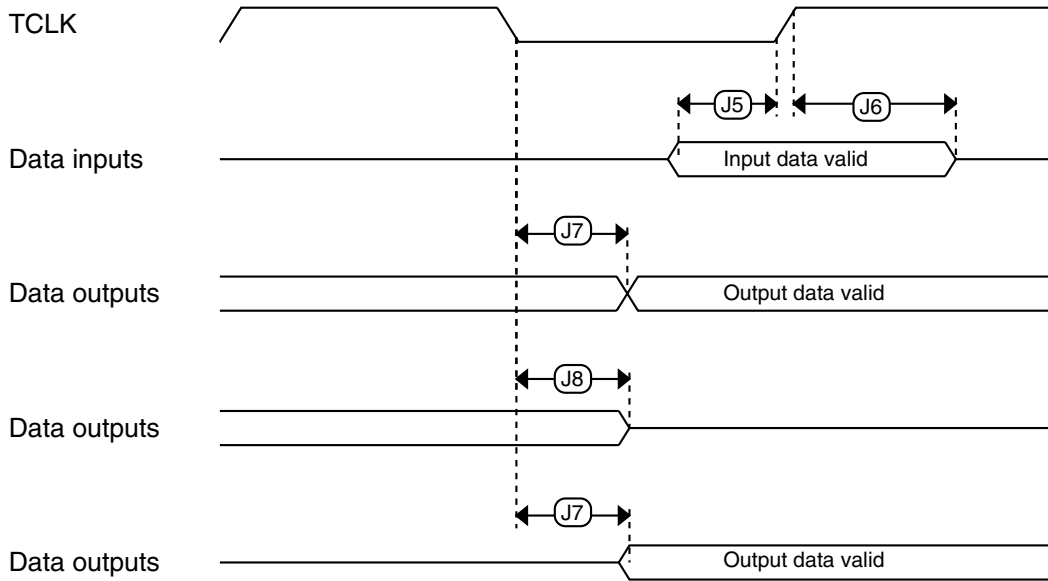 TCLK
J5
J6
Data inputs
Input data valid
J7
Data outputs
Output data valid
J8
Data outputs
J7
Data outputs
Output data valid